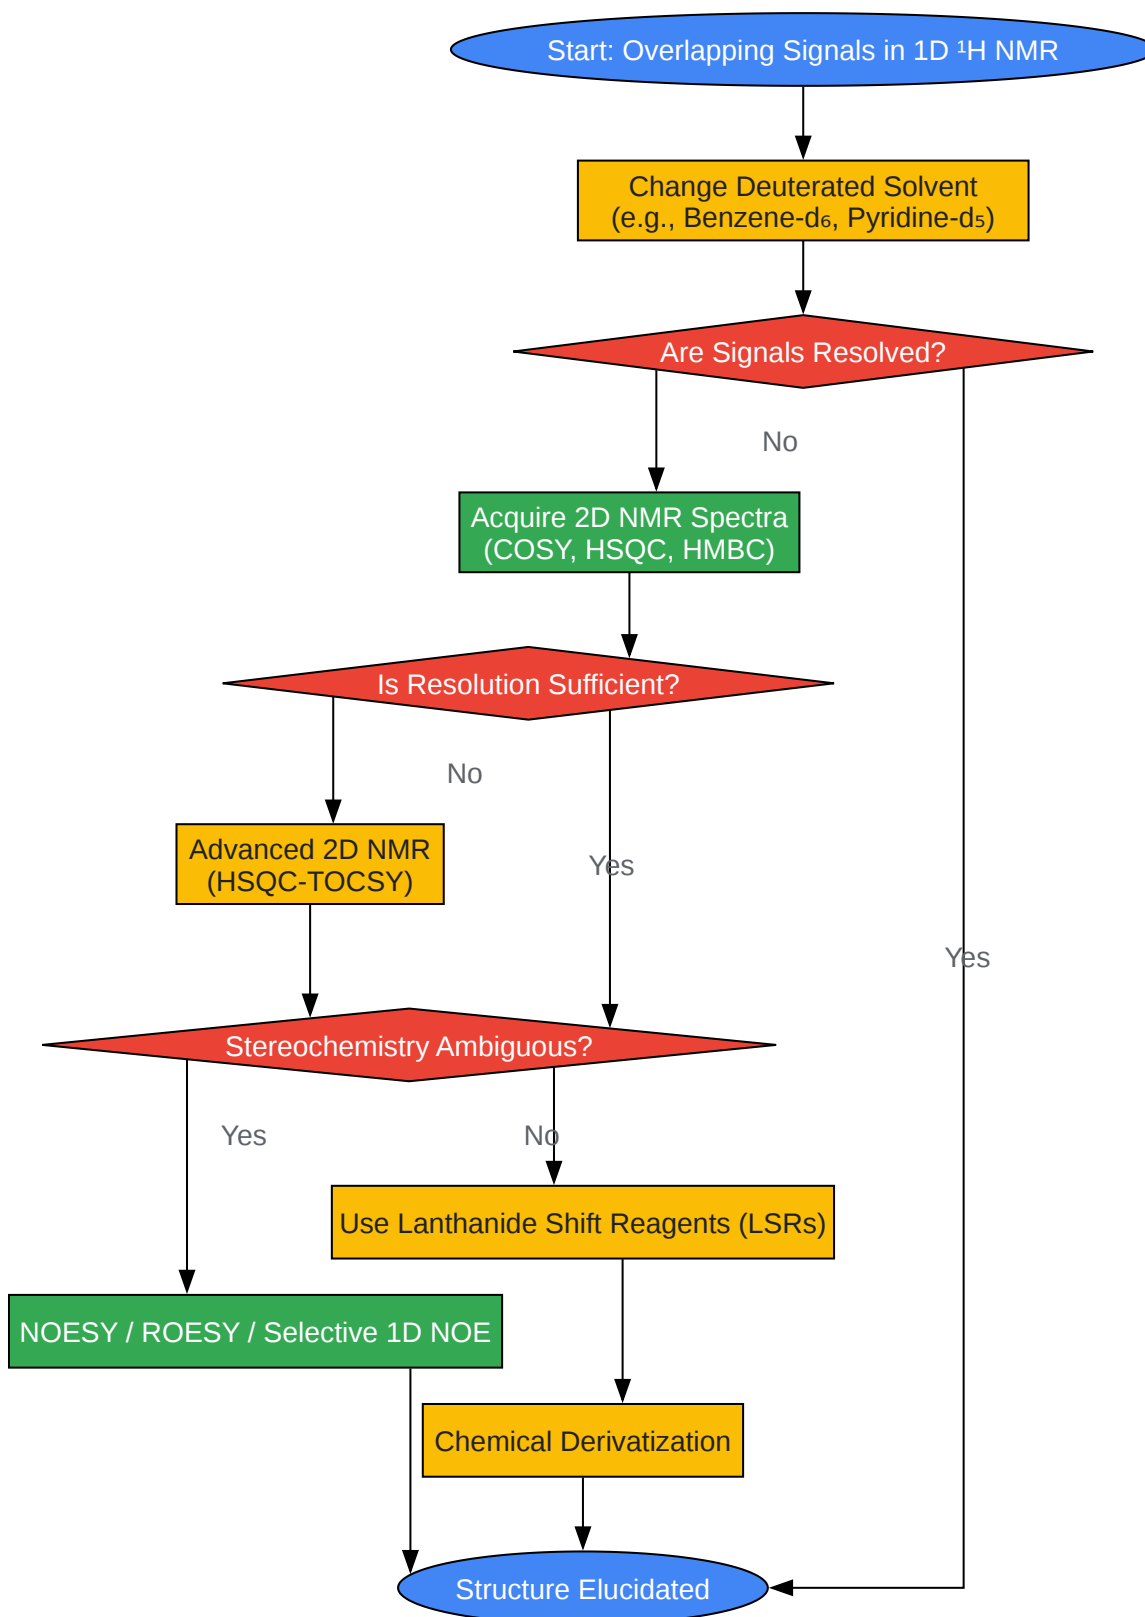 Start: Overlapping Signals in 1D ¹H NMR
Change Deuterated Solvent
(e.g., Benzene-d₆, Pyridine-d₅)
Are Signals Resolved?
No
Acquire 2D NMR Spectra
(COSY, HSQC, HMBC)
Is Resolution Sufficient?
No
Advanced 2D NMR
(HSQC-TOCSY)
Yes
Yes
Stereochemistry Ambiguous?
Yes
No
Use Lanthanide Shift Reagents (LSRs)
NOESY / ROESY / Selective 1D NOE
Chemical Derivatization
Structure Elucidated